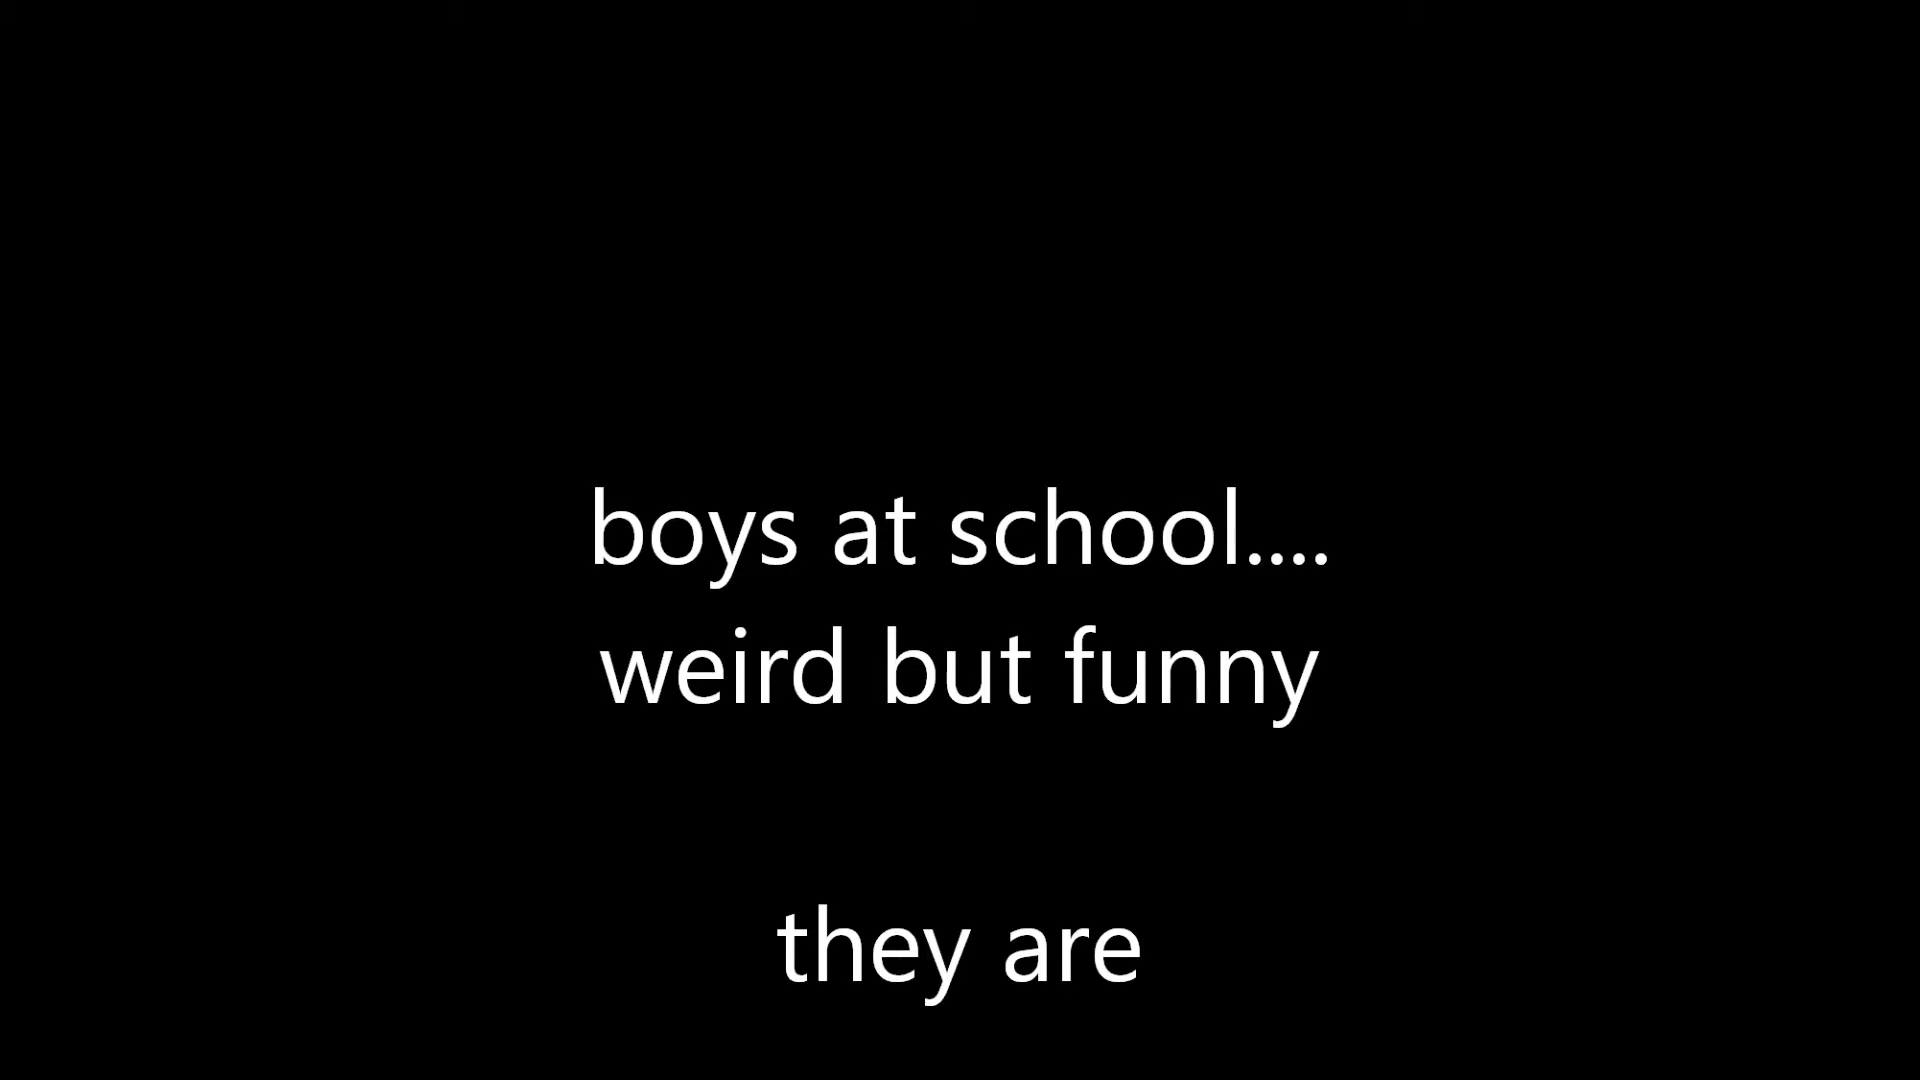 boys at school....
weird but funny
they are